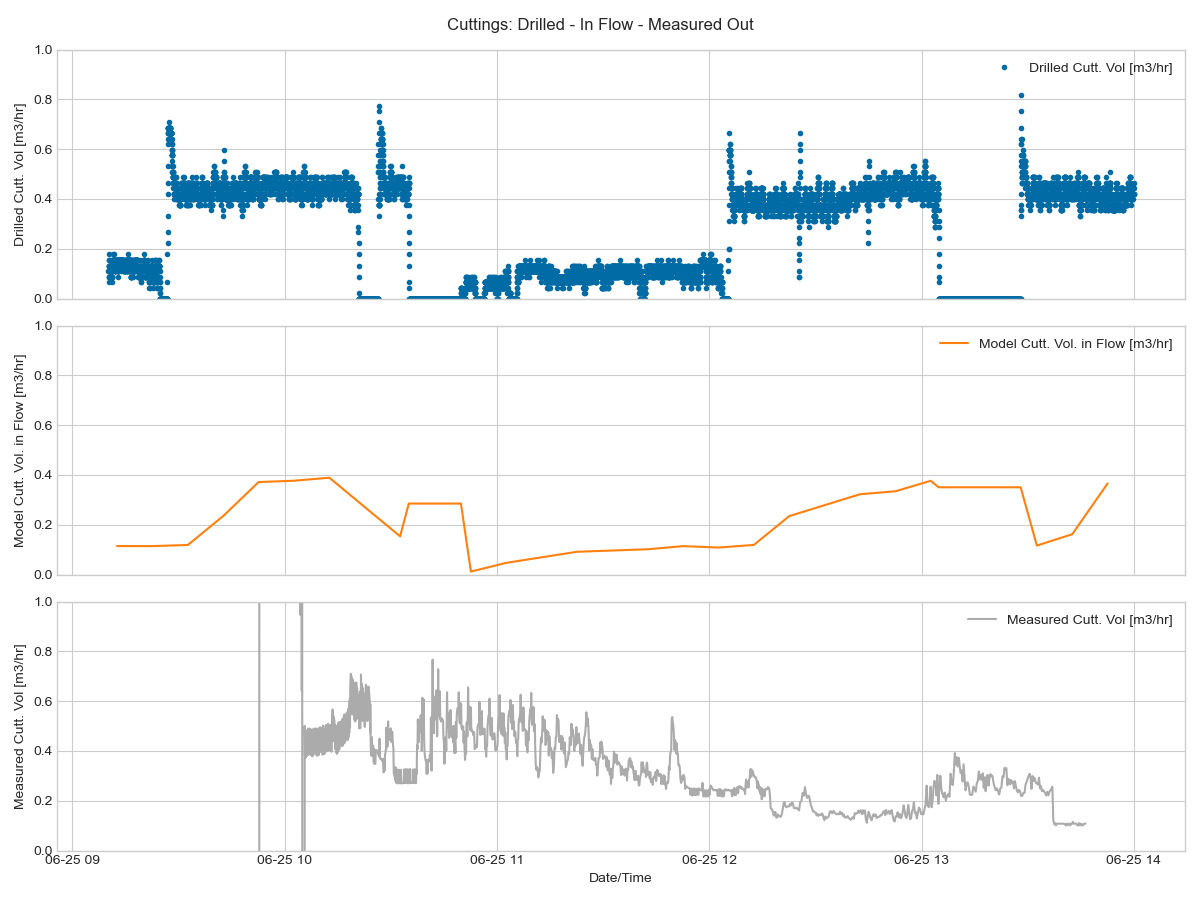 Cuttings: Drilled - In Flow - Measured Out
1.0
0.8
0.6
0.4
0.2
0.0
Drilled Cutt. Vol [m3/hr]
Drilled Cutt. Vol [m3/hr]
1.0
0.8
0.6
0.4
0.2
0.0
Model Cutt. Vol. in Flow [m3/hr]
Model Cutt. Vol. in Flow [m3/hr]
1.0
0.8
0.6
0.4
0.2
0.0
Measured Cutt. Vol [m3/hr]
Measured Cutt. Vol [m3/hr]
06-25 09 06-25 10 06-25 11 06-25 12 06-25 13 06-25 14
Date/Time